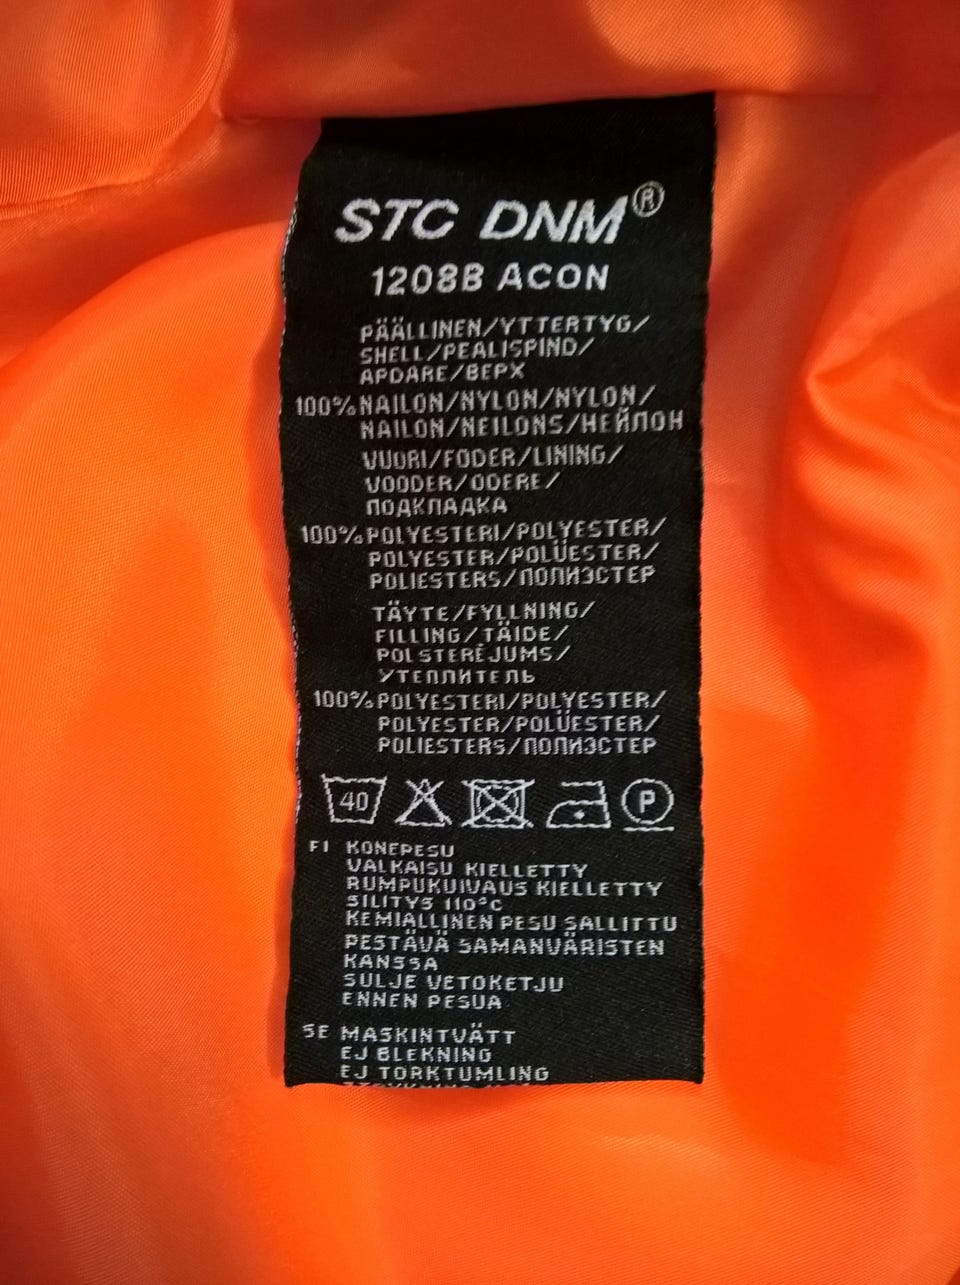 STC DNM®
1208B ACON
PÄÄLLINEN/YTTERTYG/
SHELL/PEALISPIND/
APDARE/ВЕРХ
100% NAILON/NYLON/NYLON/
NAILON/NEILONS/НЕЙЛОН
VUORI/FODER/LINING/
VOODER/ODERE/
ПОДКЛАДКА
100% POLYESTERI/POLYESTER/
POLYESTER/POLÜESTER/
POLIESTERS/ПОЛИЭСТЕР
TÄYTE/FYLLNING/
FILLING/TÄIDE/
POLSTERĖJUMS/
УТЕПЛИТЕЛЬ
100% POLYESTERI/POLYESTER/
POLYESTER/POLÜESTER/
POLIESTERS/ПОЛИЭСТЕР
40 P
FI KONEPESU
VALKAISU KIELLETTY
RUMPUKUIVAUS KIELLETTY
SILITYS 110°C
KEMIALLINEN PESU SALLITTU
PESTÄVÄ SAMANVÄRISTEN
KANSSA
SULJE VETOKETJU
ENNEN PESUA
SE MASKINTVÄTT
EJ BLEKNING
EJ TORKTUMLING